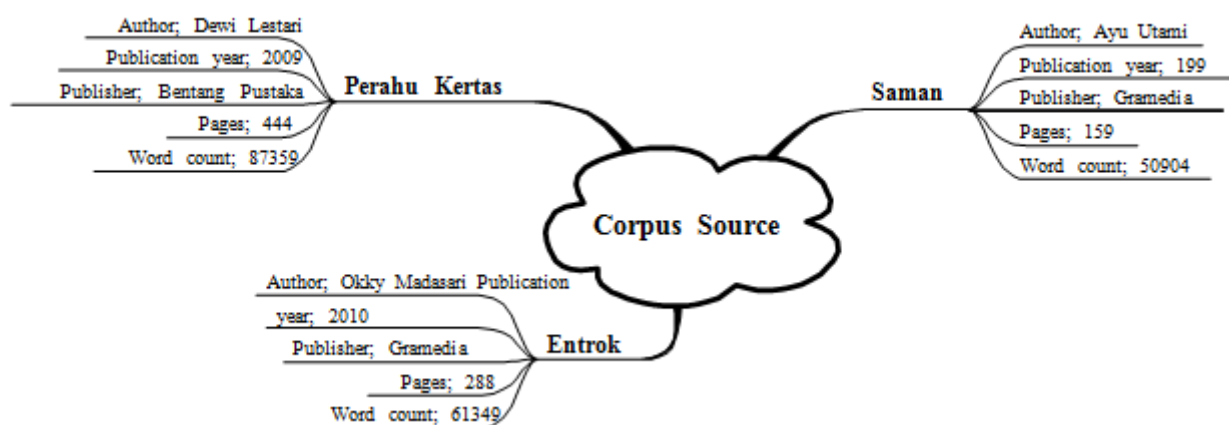 Author; Dewi Lestari
Publication year; 2009
Publisher; Bentang Pustaka
Pages; 444
Word count; 87359
Perahu Kertas
Author; Ayu Utami
Publication year; 199
Publisher; Gramedia
Pages; 159
Word count; 50904
Saman
Corpus Source
Author; Okky Madasari Publication
year; 2010
Publisher; Gramedia
Pages; 288
Word count; 61349
Entrok